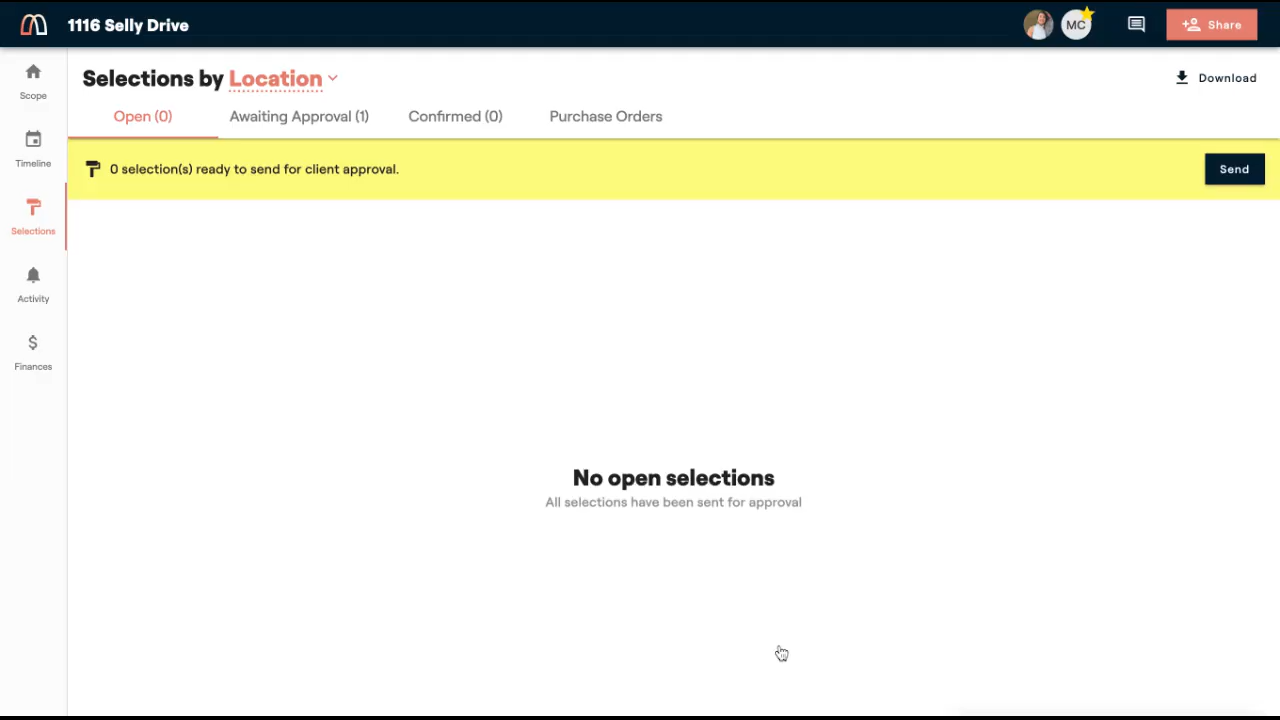 1116 Selly Drive
MC
Share
Scope
Timeline
Selections
Activity
$
Finances
Selections by Location
Download
Open (0)
Awaiting Approval (1)
Confirmed (0)
Purchase Orders
0 selection(s) ready to send for client approval.
Send
No open selections
All selections have been sent for approval